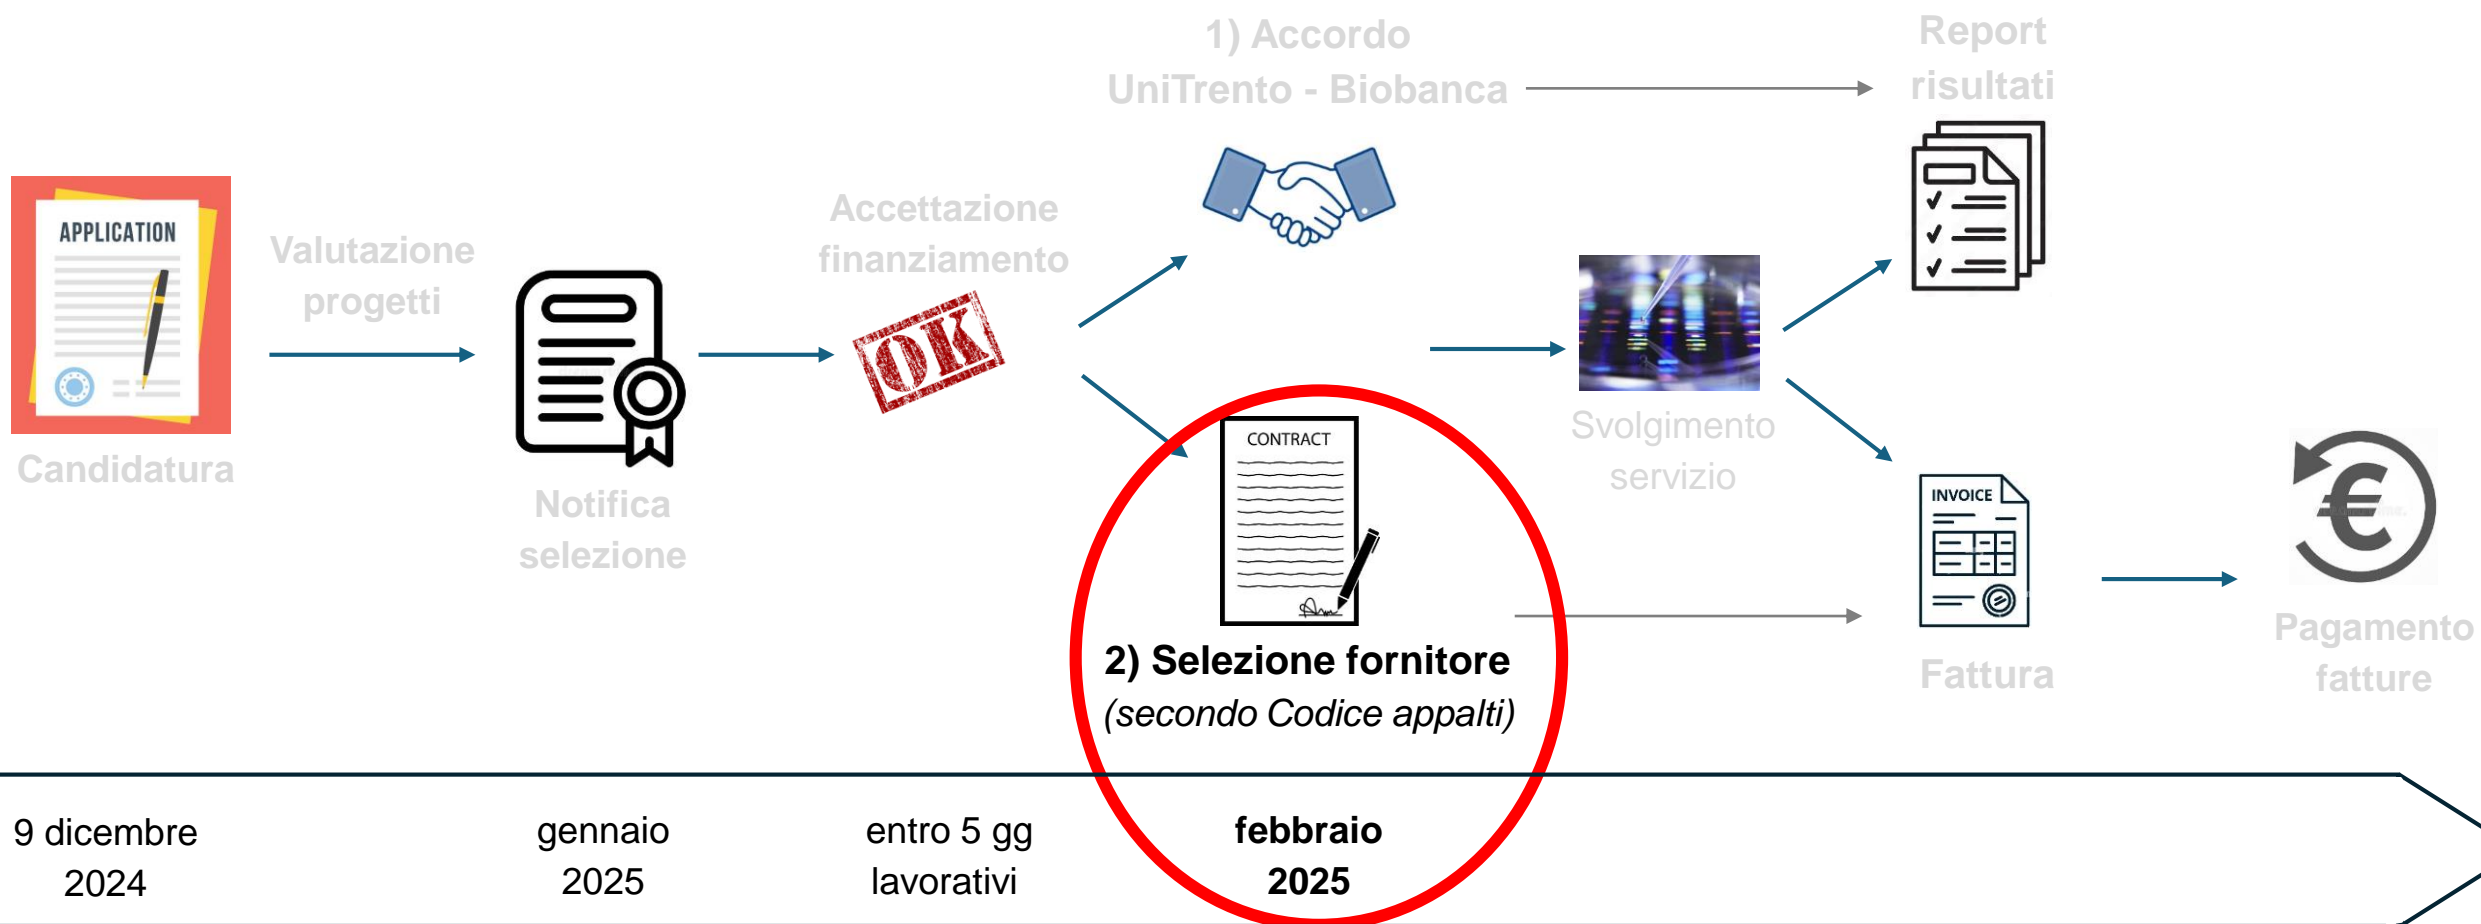 1) Accordo
UniTrento - Biobanca
Report
risultati
APPLICATION
Candidatura
Valutazione
progetti
Notifica
selezione
Accettazione
finanziamento
OK
CONTRACT
2) Selezione fornitore
(secondo Codice appalti)
Svolgimento
servizio
INVOICE
Fattura
€
Pagamento
fatture
9 dicembre
2024
gennaio
2025
entro 5 gg
lavorativi
febbraio
2025